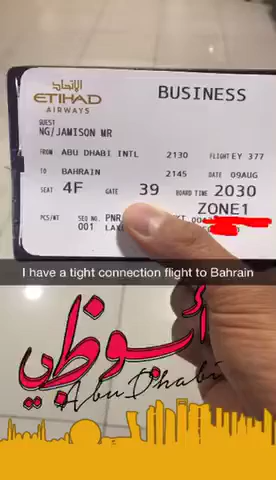 الإتحاد
ETIHAD
AIRWAYS
BUSINESS
GUEST
NG/JAMISON MR
FROM ABU DHABI INTL 2130 FLIGHT EY 377
TO BAHRAIN 2145 DATE 09AUG
SEAT 4F GATE 39 BOARD TIME 2030
ZONE1
PCS/WT SEQ NO. PNR
001
I have a tight connection flight to Bahrain
أبوظبي
Abu Dhabi